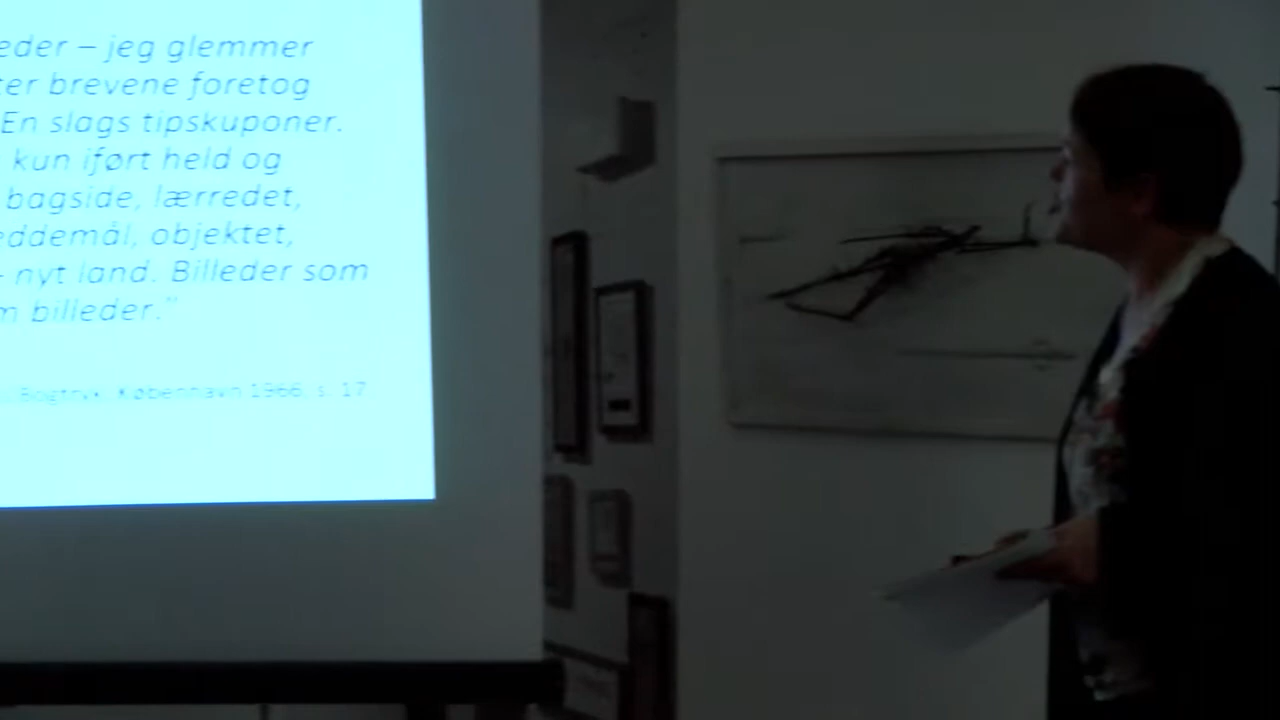 eder – jeg glemmer
ter brevene foretog
En slags tipskuponer.
kun iført held og
bagside, lærredet,
eddemål, objektet,
- nyt land. Billeder som
m billeder."
Bogtryk. København 1966. s. 17